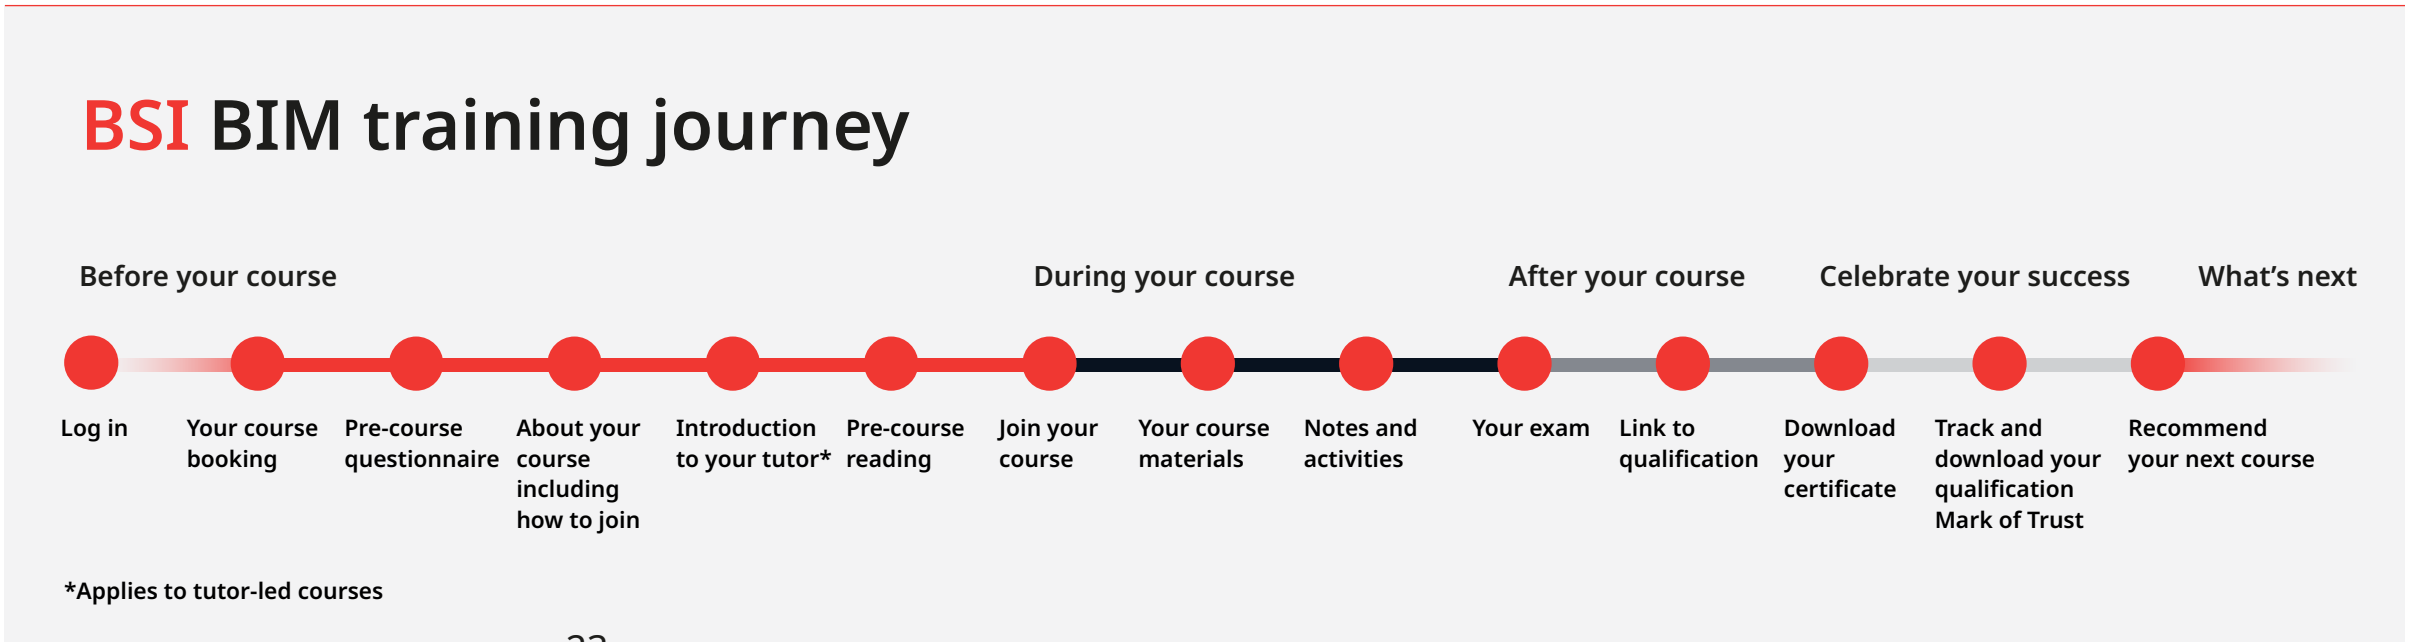 BSI BIM training journey
Before your course
During your course
After your course
Celebrate your success
What’s next
Log in
Your course
booking
Pre-course
questionnaire
About your
course
including
how to join
Introduction
to your tutor*
Pre-course
reading
Join your
course
Your course
materials
Notes and
activities
Your exam
Link to
qualification
Download
your
certificate
Track and
download your
qualification
Mark of Trust
Recommend
your next course
*Applies to tutor-led courses